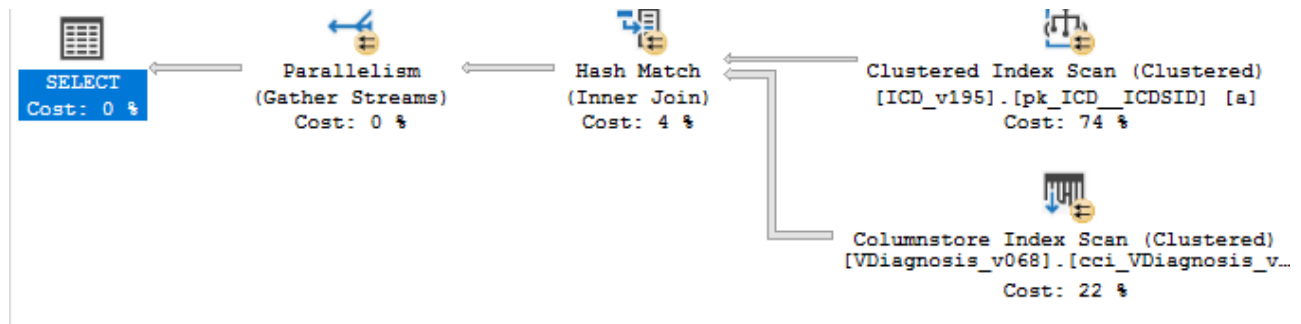 SELECT
Cost: 0 %
Parallelism
(Gather Streams)
Cost: 0 %
Hash Match
(Inner Join)
Cost: 4 %
Clustered Index Scan (Clustered)
[ICD_v195].[pk_ICD__ICDSID] [a]
Cost: 74 %
Columnstore Index Scan (Clustered)
[VDiagnosis_v068].[cci_VDiagnosis_v…
Cost: 22 %